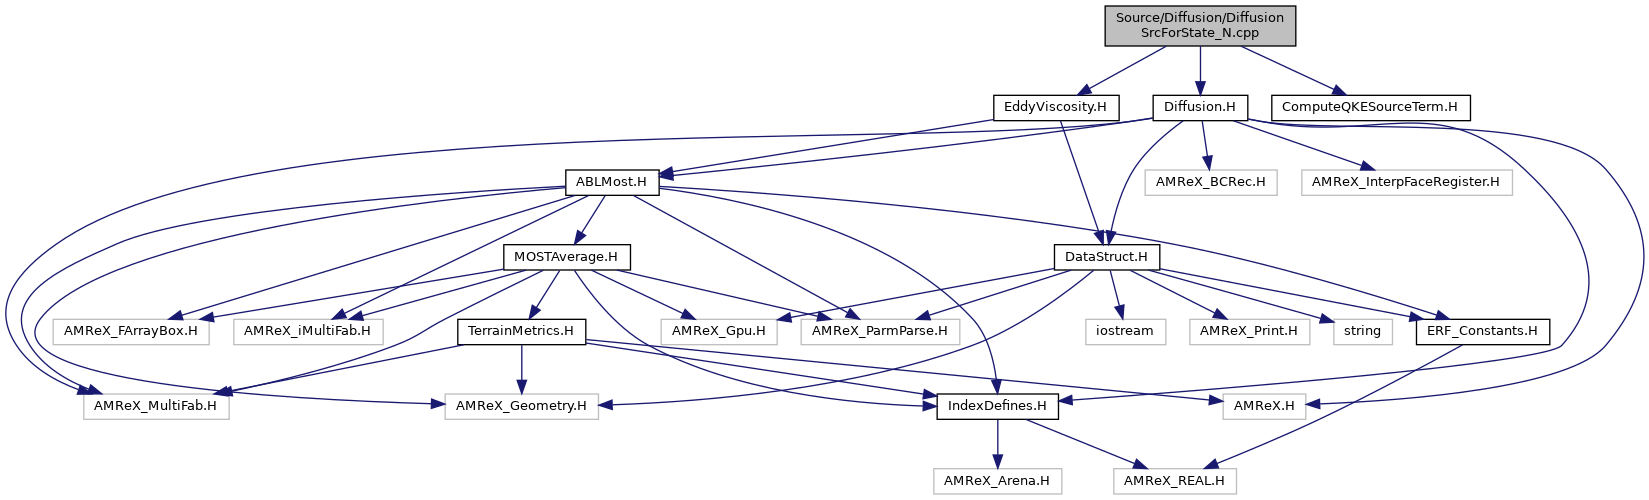 Source/Diffusion/Diffusion
SrcForState_N.cpp
EddyViscosity.H
Diffusion.H
ComputeQKESourceTerm.H
ABLMost.H
AMReX_BCRec.H
AMReX_InterpFaceRegister.H
MOSTAverage.H
DataStruct.H
AMReX_FArrayBox.H
AMReX_iMultiFab.H
TerrainMetrics.H
AMReX_Gpu.H
AMReX_ParmParse.H
iostream
AMReX_Print.H
string
ERF_Constants.H
AMReX_MultiFab.H
AMReX_Geometry.H
IndexDefines.H
AMReX.H
AMReX_Arena.H
AMReX_REAL.H